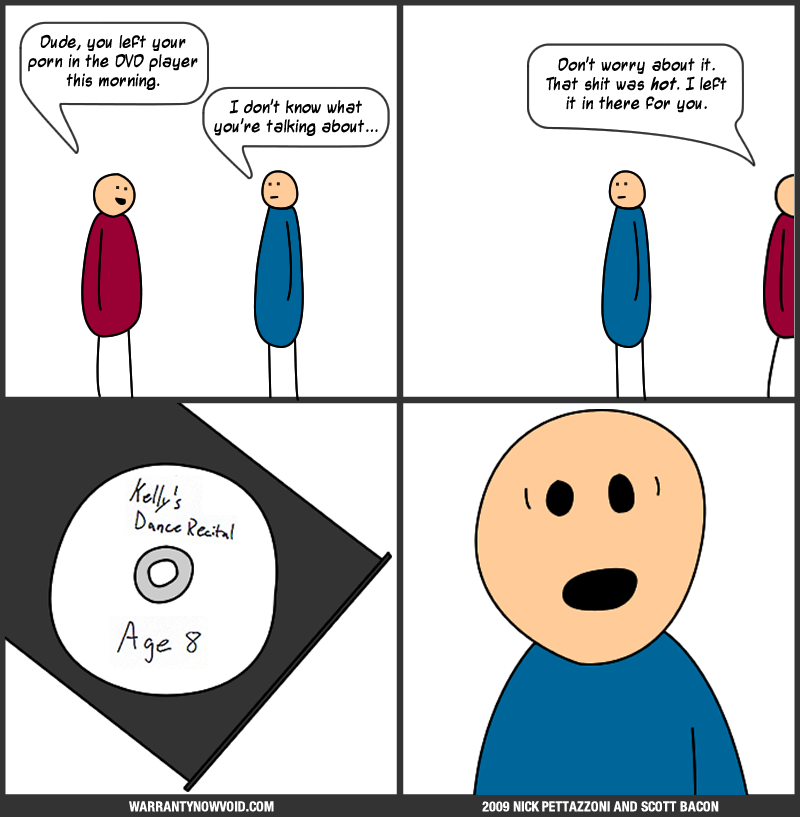 Dude, you left your
porn in the DVD player
this morning.
I don't know what
you're talking about...
Don't worry about it.
That shit was hot. I left
it in there for you.
Kelly's
Dance Recital
Age 8
WARRANTYNOWVOID.COM
2009 NICK PETTAZZONI AND SCOTT BACON